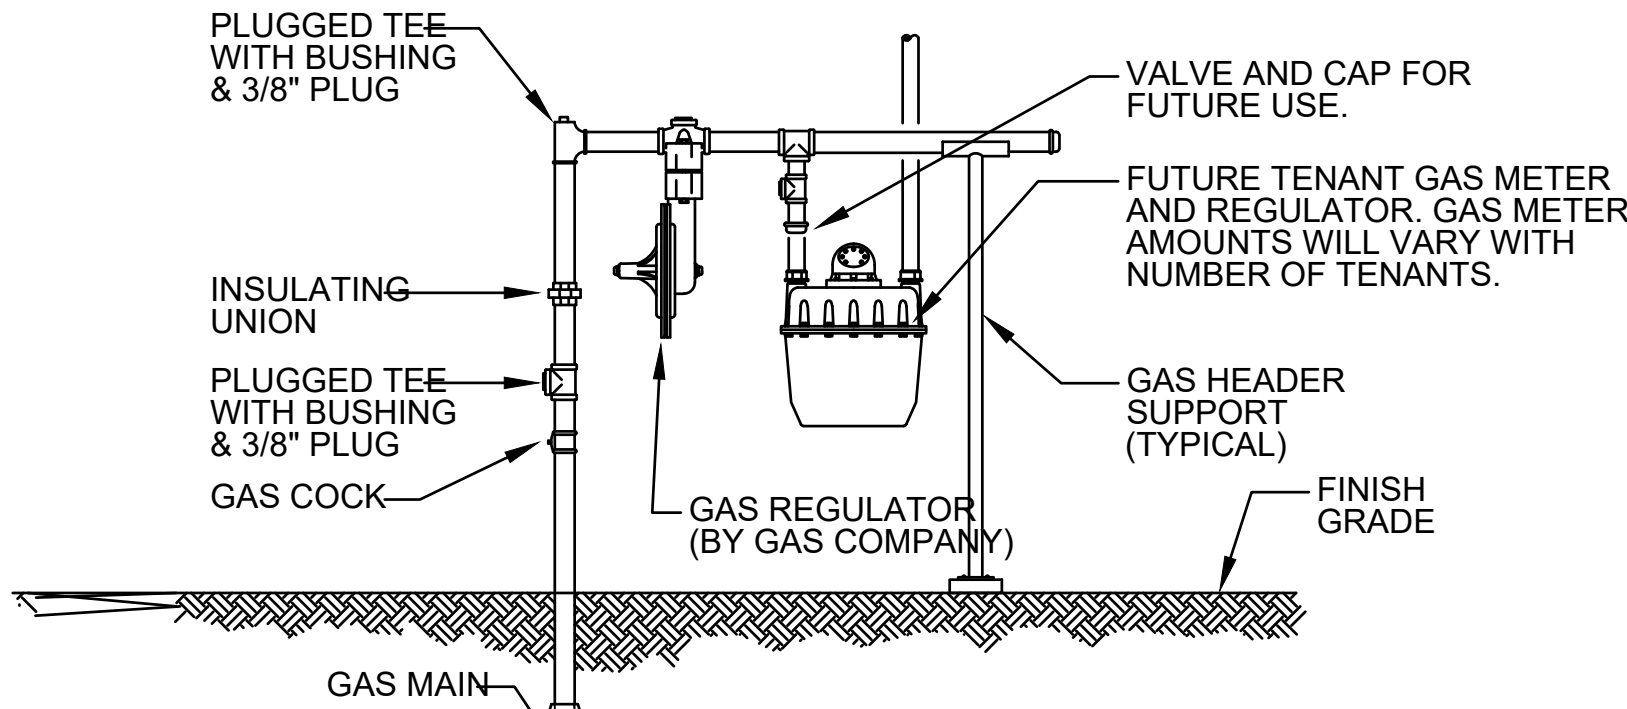 PLUGGED TEE
WITH BUSHING
& 3/8" PLUG
VALVE AND CAP FOR
FUTURE USE.
FUTURE TENANT GAS METER
AND REGULATOR. GAS METER
AMOUNTS WILL VARY WITH
NUMBER OF TENANTS.
INSULATING
UNION
PLUGGED TEE
WITH BUSHING
& 3/8" PLUG
GAS HEADER
SUPPORT
(TYPICAL)
GAS COCK
GAS REGULATOR
(BY GAS COMPANY)
FINISH
GRADE
GAS MAIN